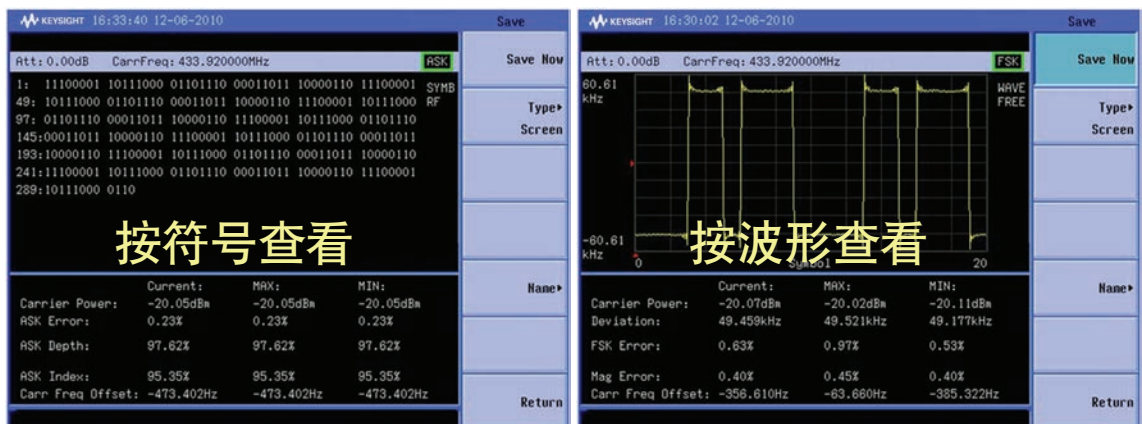 KEYSIGHT 16:33:40 12-06-2010
Save
Att: 0.00dB CarrFreq: 433.920000MHz
ASK
1: 11100001 10111000 01101110 00011011 10000110 11100001
49: 10111000 01101110 00011011 10000110 11100001 10111000
97: 01101110 00011011 10000110 11100001 10111000 01101110
145:00011011 10000110 11100001 10111000 01101110 00011011
193:10000110 11100001 10111000 01101110 00011011 10000110
241:11100001 10111000 01101110 00011011 10000110 11100001
289:10111000 0110
SYMB
RF
按符号查看
Current: MAX: MIN:
Carrier Power: -20.05dBm -20.05dBm -20.05dBm
ASK Error: 0.23% 0.23% 0.23%
ASK Depth: 97.62% 97.62% 97.62%
ASK Index: 95.35% 95.35% 95.35%
Carr Freq Offset: -473.402Hz -473.402Hz -473.402Hz
Save Now
Type
Screen
Name
Return
KEYSIGHT 16:30:02 12-06-2010
Save
Att: 0.00dB CarrFreq: 433.920000MHz
FSK
60.61
kHz
WAVE
FREE
按波形查看
-60.61
kHz
0 Symbol 20
Current: MAX: MIN:
Carrier Power: -20.07dBm -20.02dBm -20.11dBm
Deviation: 49.459kHz 49.521kHz 49.177kHz
FSK Error: 0.63% 0.97% 0.53%
Mag Error: 0.40% 0.45% 0.40%
Carr Freq Offset: -356.610Hz -63.660Hz -385.322Hz
Save Now
Type
Screen
Name
Return